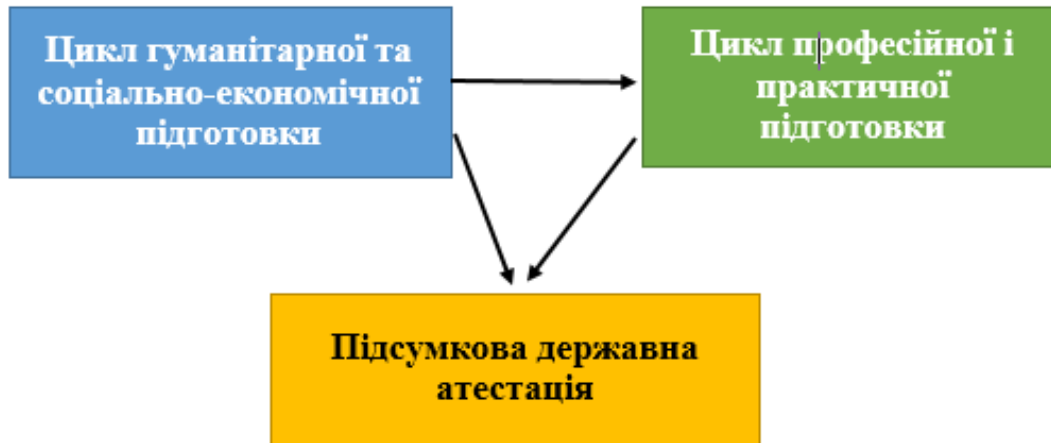 Цикл гуманітарної та
соціально-економічної
підготовки
Цикл професійної і
практичної
підготовки
Підсумкова державна
атестація